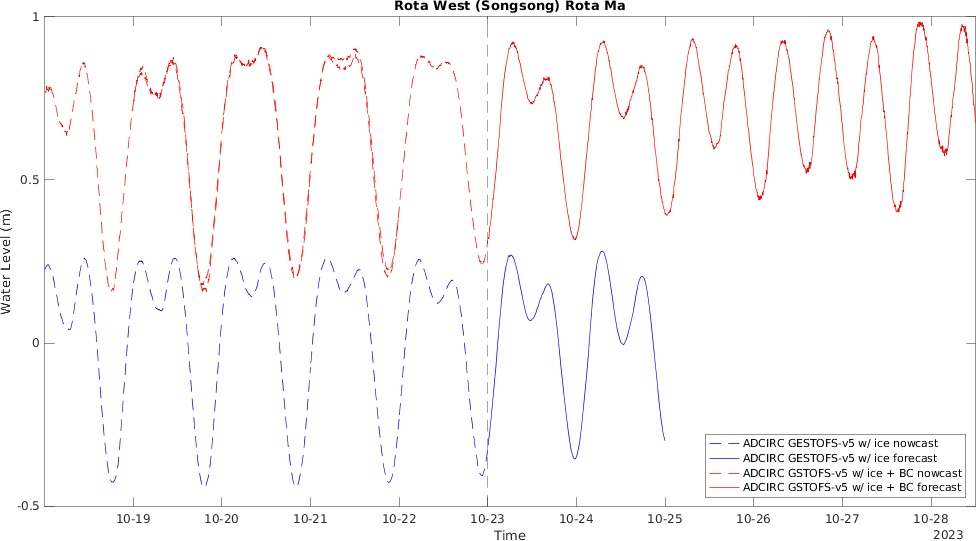 Rota West (Songsong) Rota Ma
Water Level (m)
1
0.5
0
-0.5
10-19 10-20 10-21 10-22 10-23 10-24 10-25 10-26 10-27 10-28
Time
2023
ADCIRC GESTOFS-v5 w/ ice nowcast
ADCIRC GESTOFS-v5 w/ ice forecast
ADCIRC GSTOFS-v5 w/ ice + BC nowcast
ADCIRC GSTOFS-v5 w/ ice + BC forecast